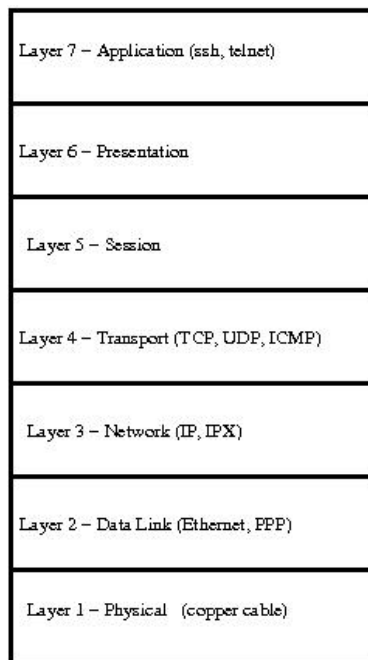 Layer 7 – Application (ssh, telnet)
Layer 6 – Presentation
Layer 5 – Session
Layer 4 – Transport (TCP, UDP, ICMP)
Layer 3 – Network (IP, IPX)
Layer 2 – Data Link (Ethernet, PPP)
Layer 1 – Physical (copper cable)